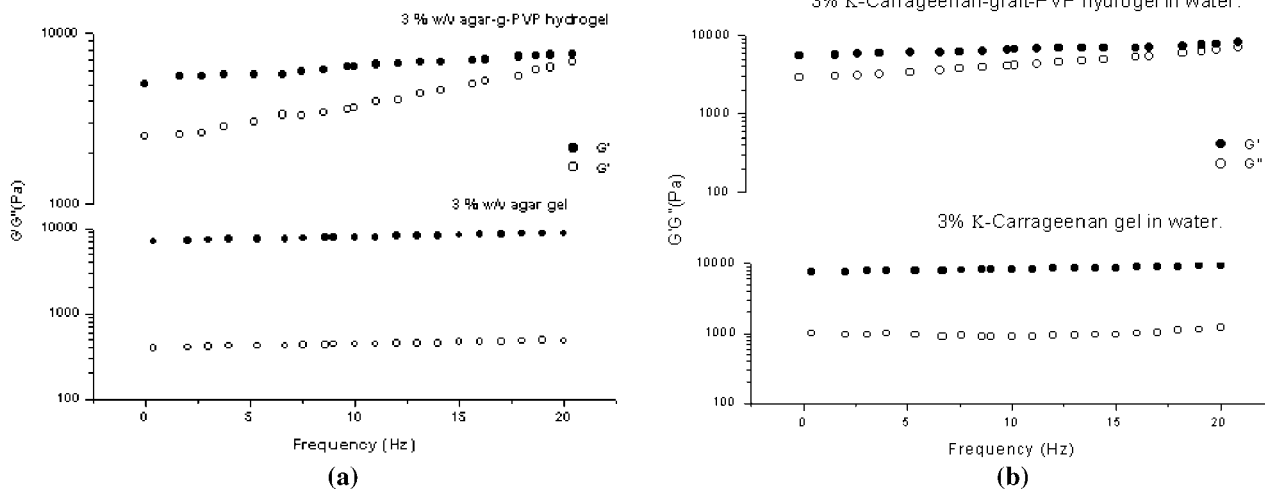 3 % w/v agar-g-PVP hydrogel
10000
1000
G'
G'
G'G''(Pa)
3 % w/v agar gel
10000
1000
100
0 5 10 15 20
Frequency (Hz)
(a)
3% K-Carrageenan-graft-PVP hydrogel in water.
10000
1000
100
G'
G''
G'G''(Pa)
3% K-Carrageenan gel in water.
10000
1000
100
0 5 10 15 20
Frequency (Hz)
(b)